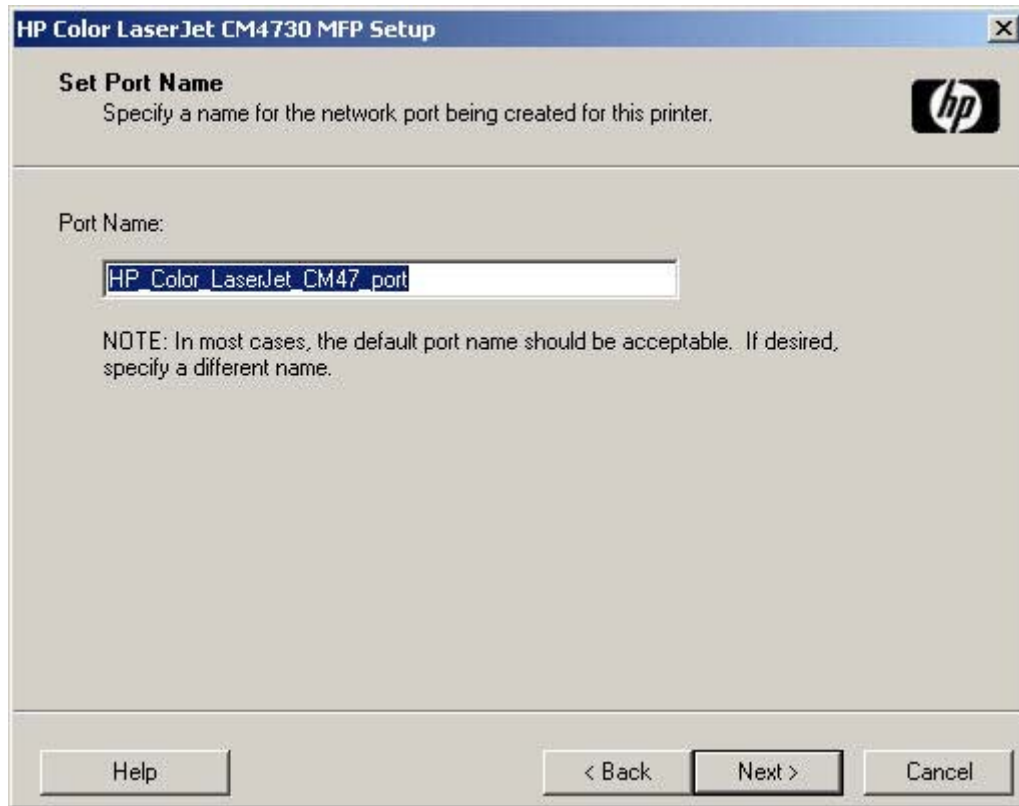 HP Color LaserJet CM4730 MFP Setup
Set Port Name
Specify a name for the network port being created for this printer.
hp
Port Name:
HP_Color_LaserJet_CM47_port
NOTE: In most cases, the default port name should be acceptable.  If desired,
specify a different name.
Help
< Back
Next >
Cancel